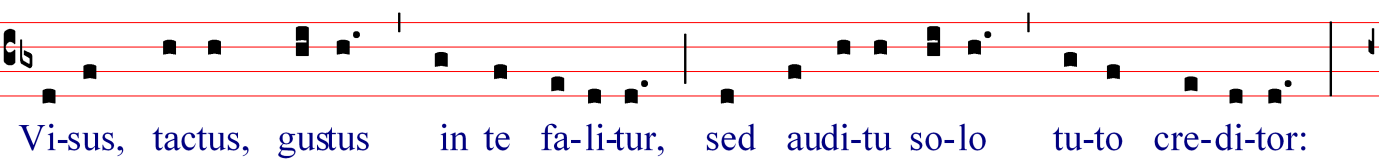 Vi-sus, tactus, gustus in te fa-li-tur, sed audi-tu so-lo tu-to cre-di-tor: